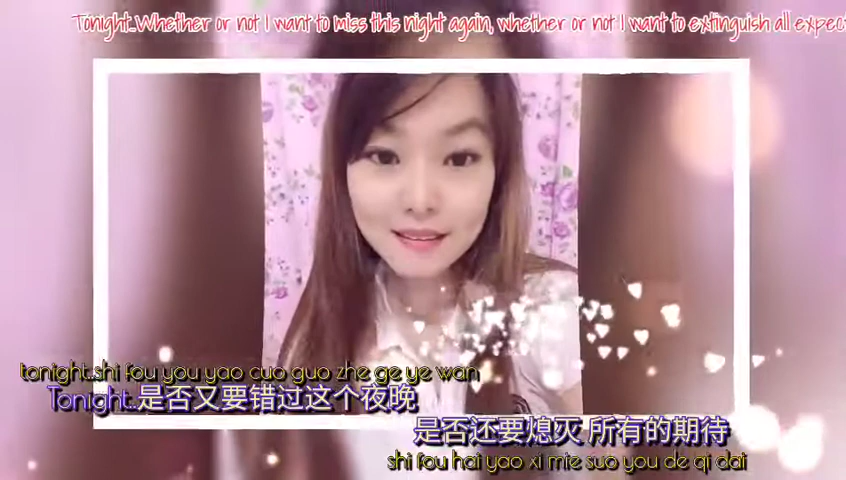 Tonight...Whether or not I want to miss this night again, whether or not I want to extinguish all expec
tonight...shi fou you yao cuo guo zhe ge ye wan
Tonight...是否又要错过这个夜晚
是否还要熄灭 所有的期待
shi fou hai yao xi mie suo you de qi dai